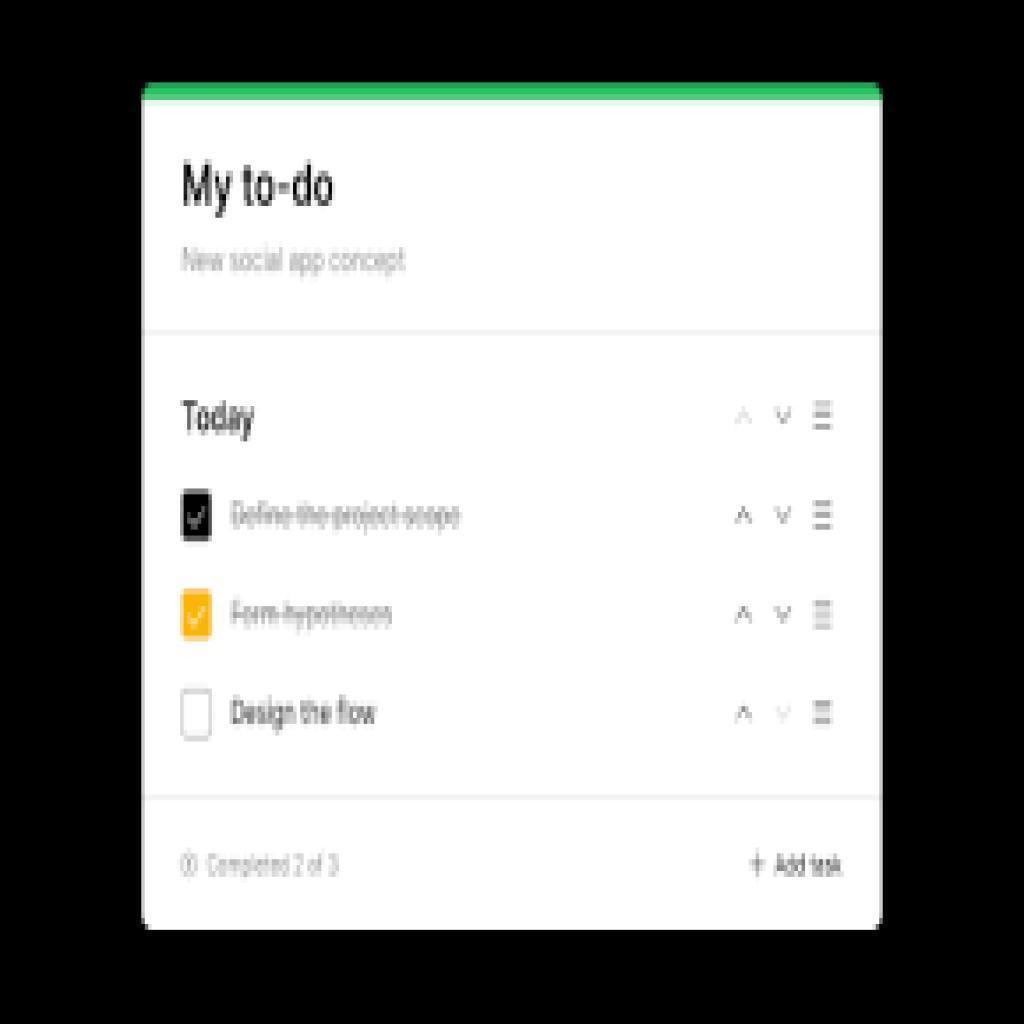 My to-do
New social app concept
Today
Define the project scope
Form hypotheses
Design the flow
Completed 2 of 3
+ Add task